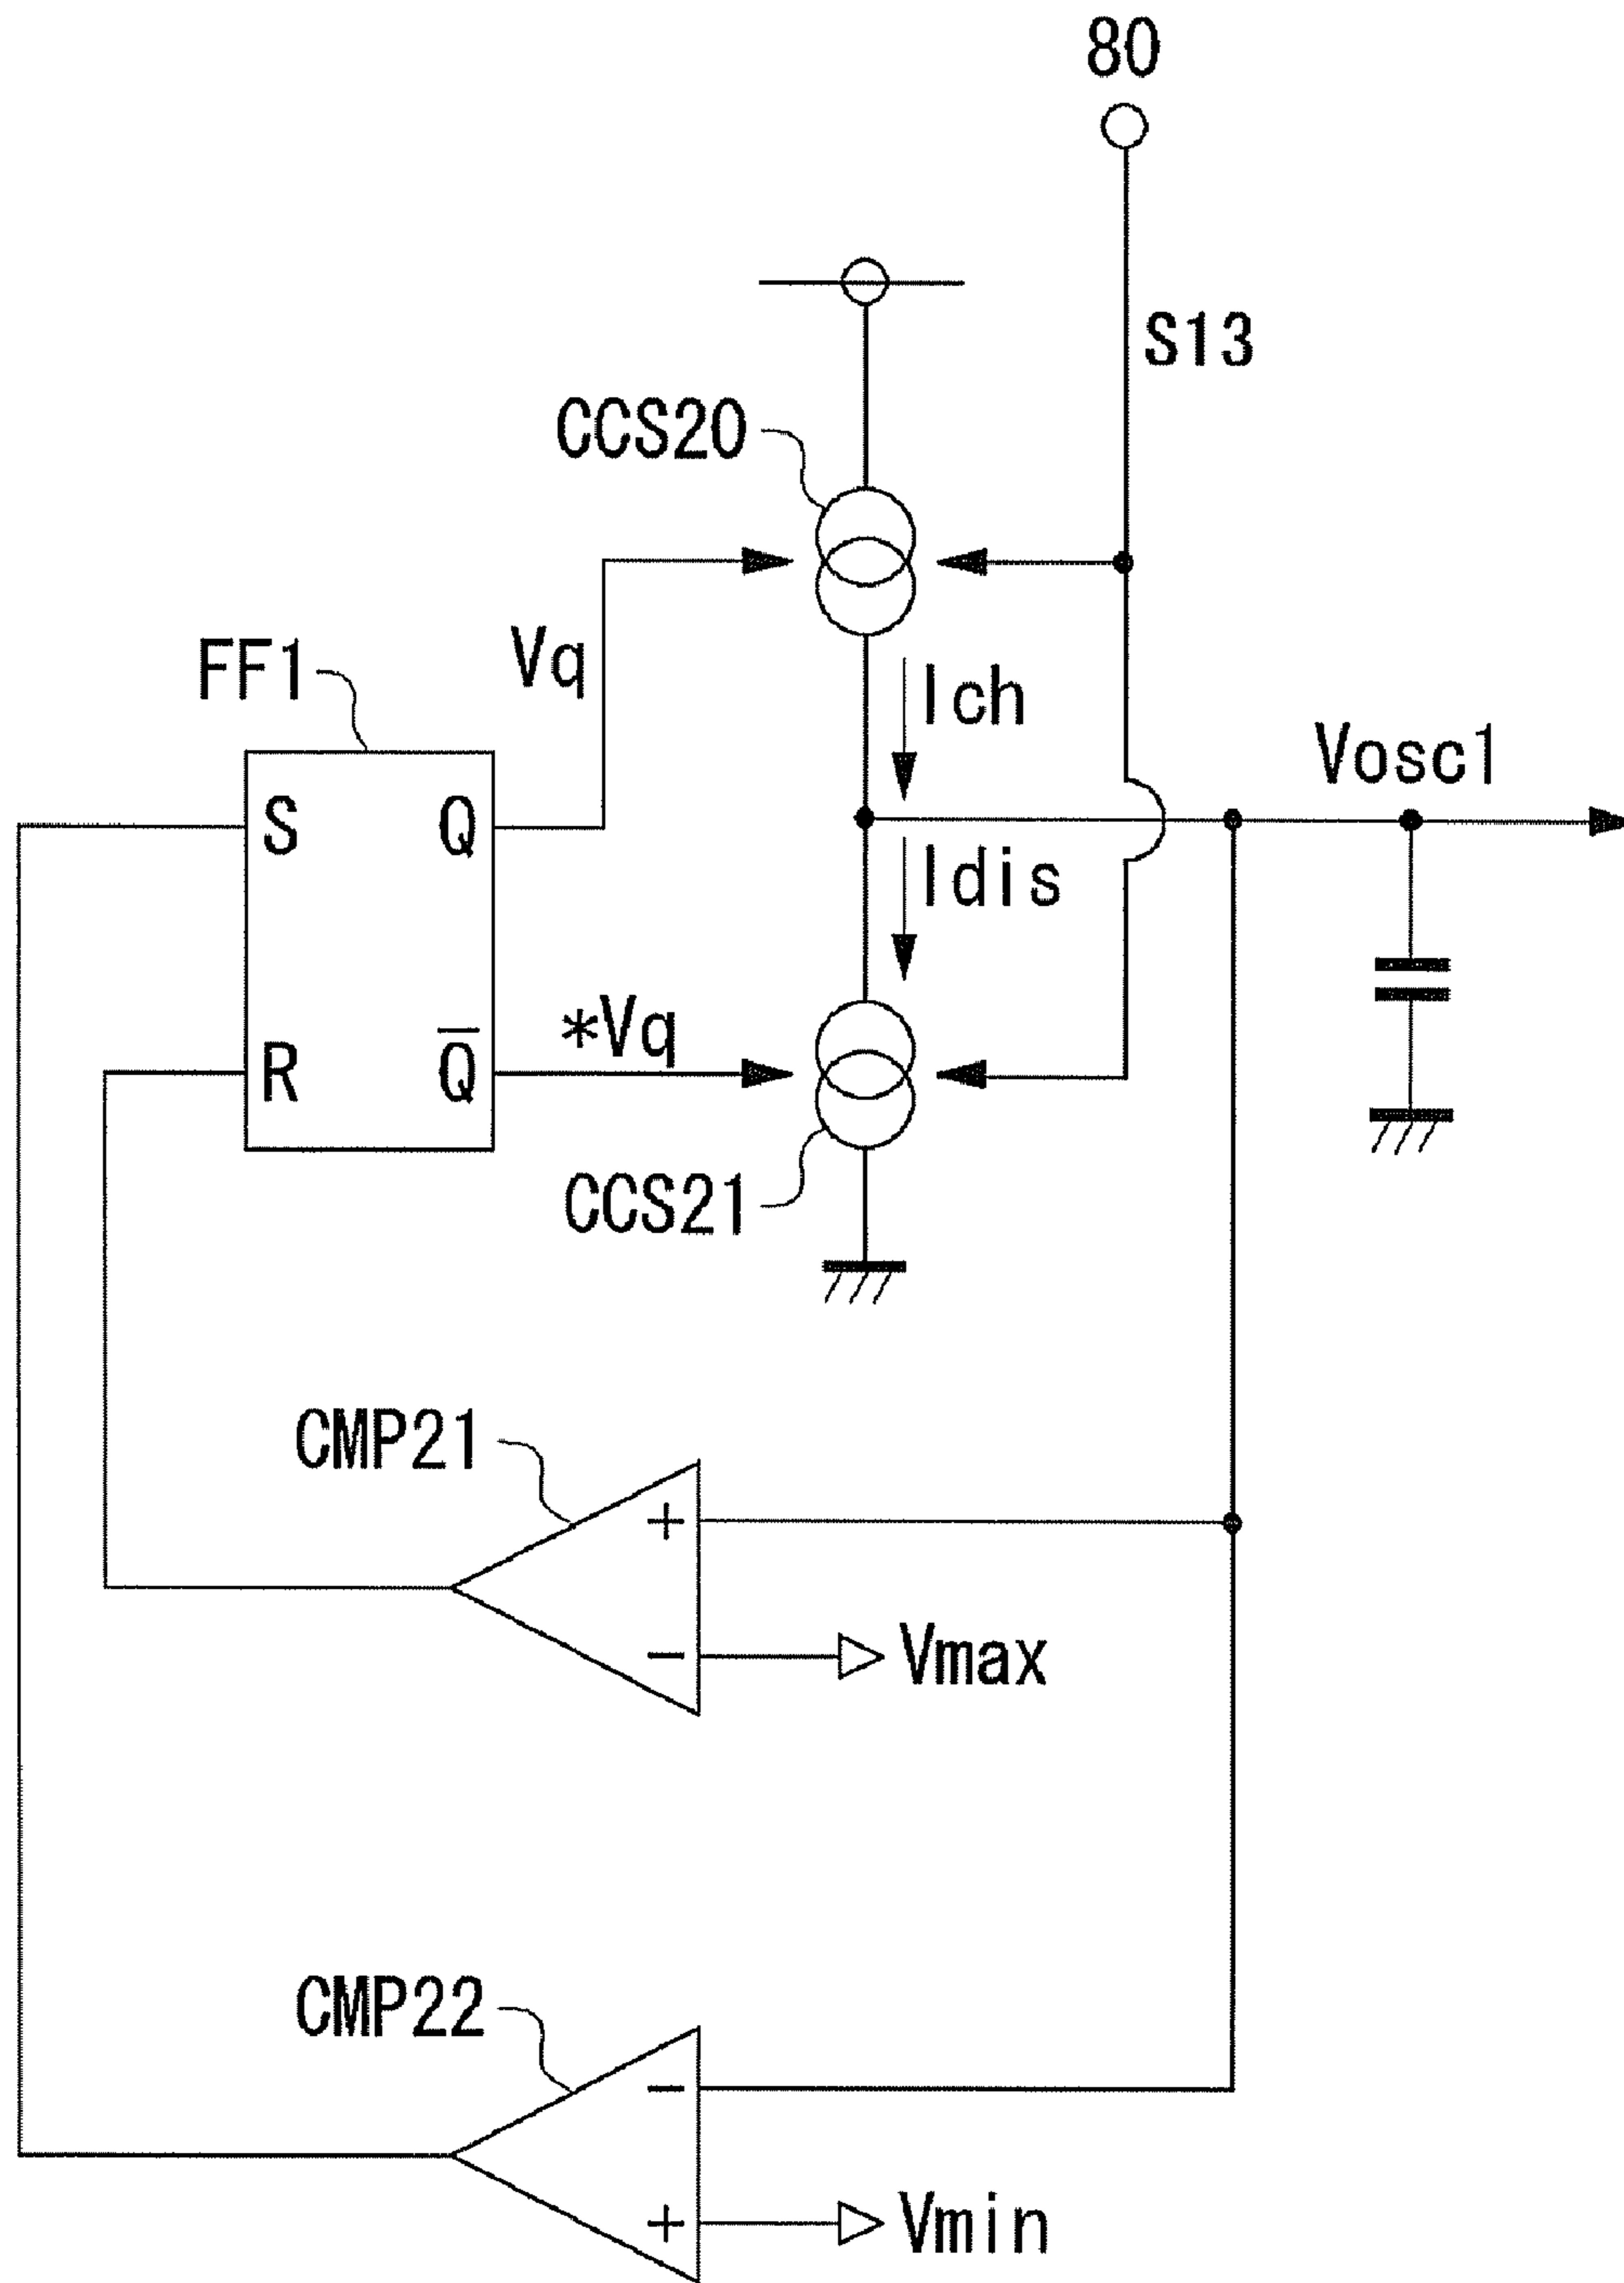 80
S13
CCS20
Vq
FF1
Ich
Vosc1
S Q
Idis
*Vq
R Q̅
CCS21
CMP21
+
−
Vmax
CMP22
−
+
Vmin